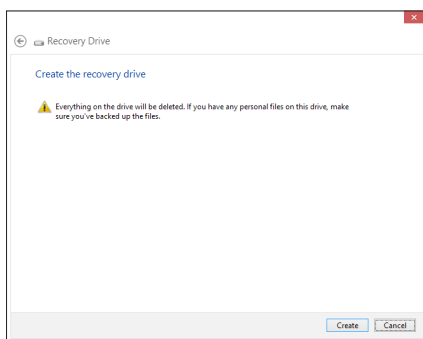 Recovery Drive
Create the recovery drive
Everything on the drive will be deleted. If you have any personal files on this drive, make
sure you've backed up the files.
Create Cancel